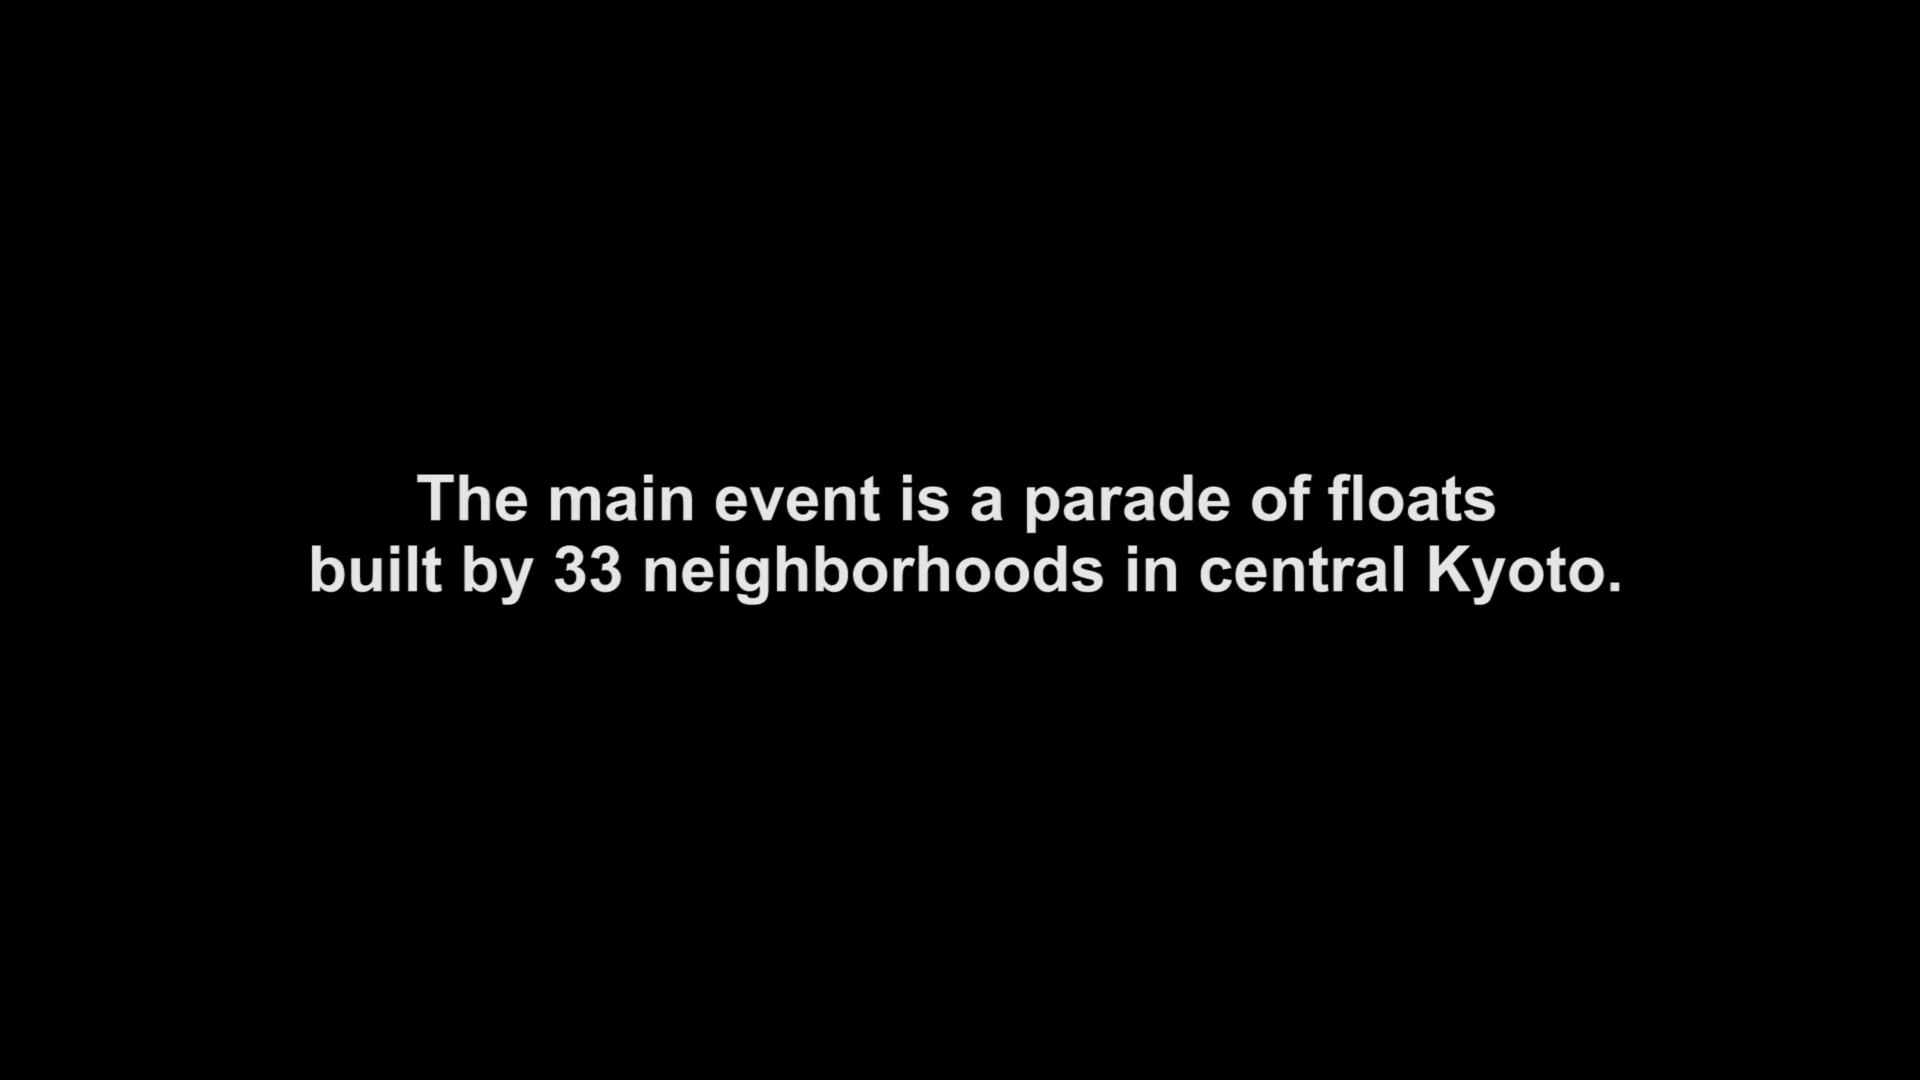 The main event is a parade of floats
built by 33 neighborhoods in central Kyoto.